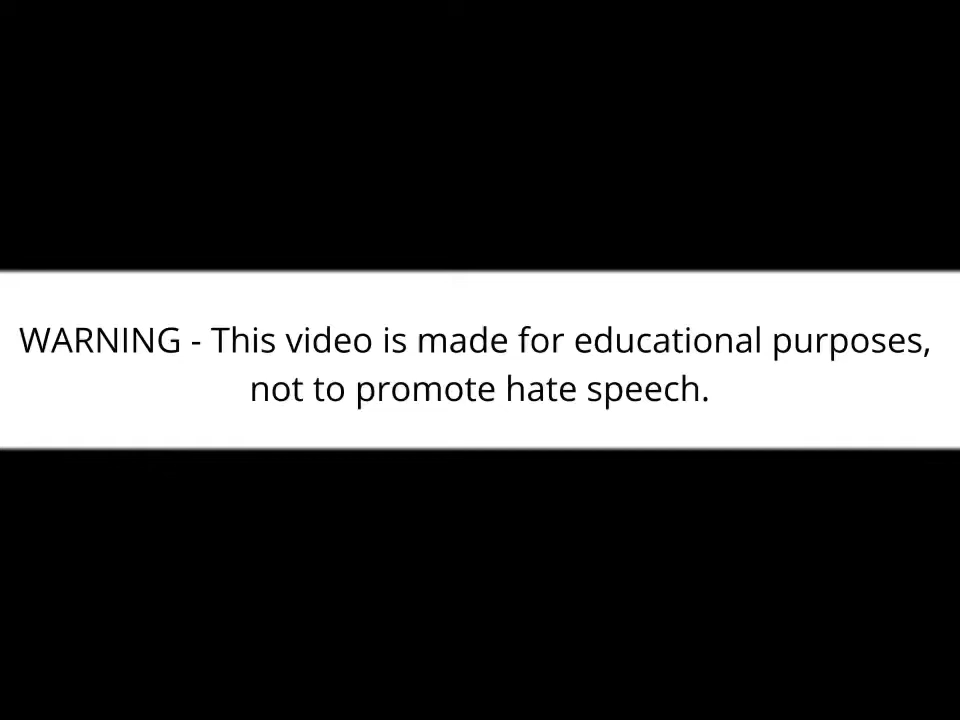 WARNING - This video is made for educational purposes,
not to promote hate speech.